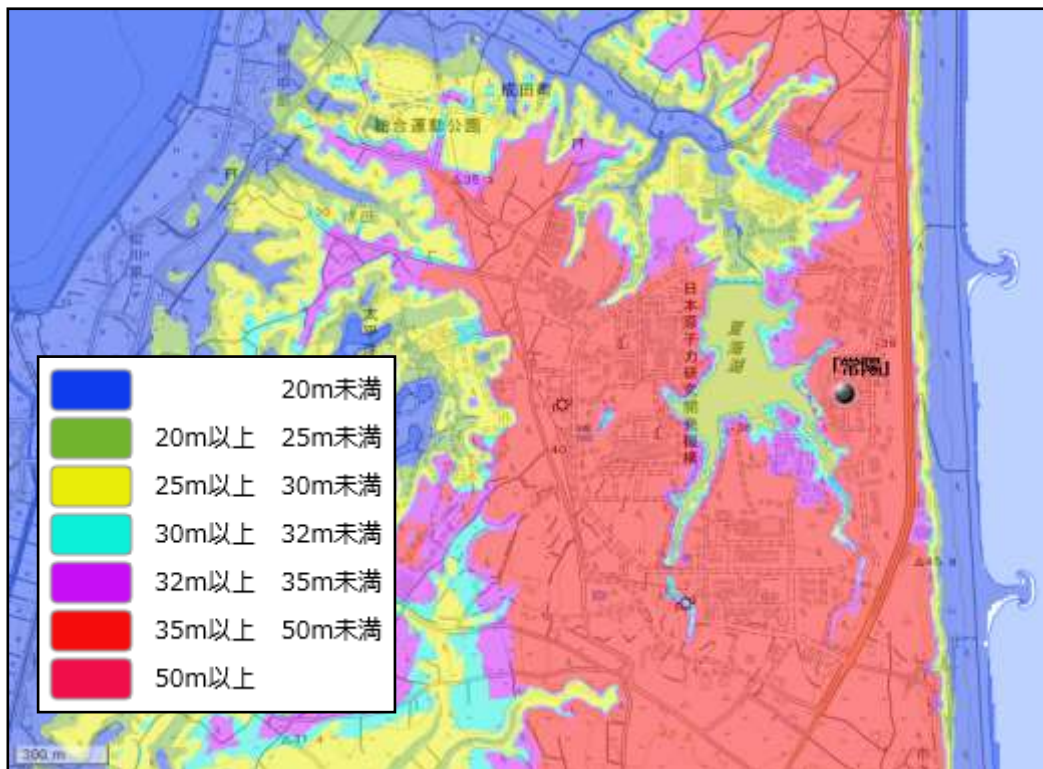 総合運動公園
成田町
日本原子力研究開発機構
夏海湖
「常陽」
20m未満
20m以上 25m未満
25m以上 30m未満
30m以上 32m未満
32m以上 35m未満
35m以上 50m未満
50m以上
300 m